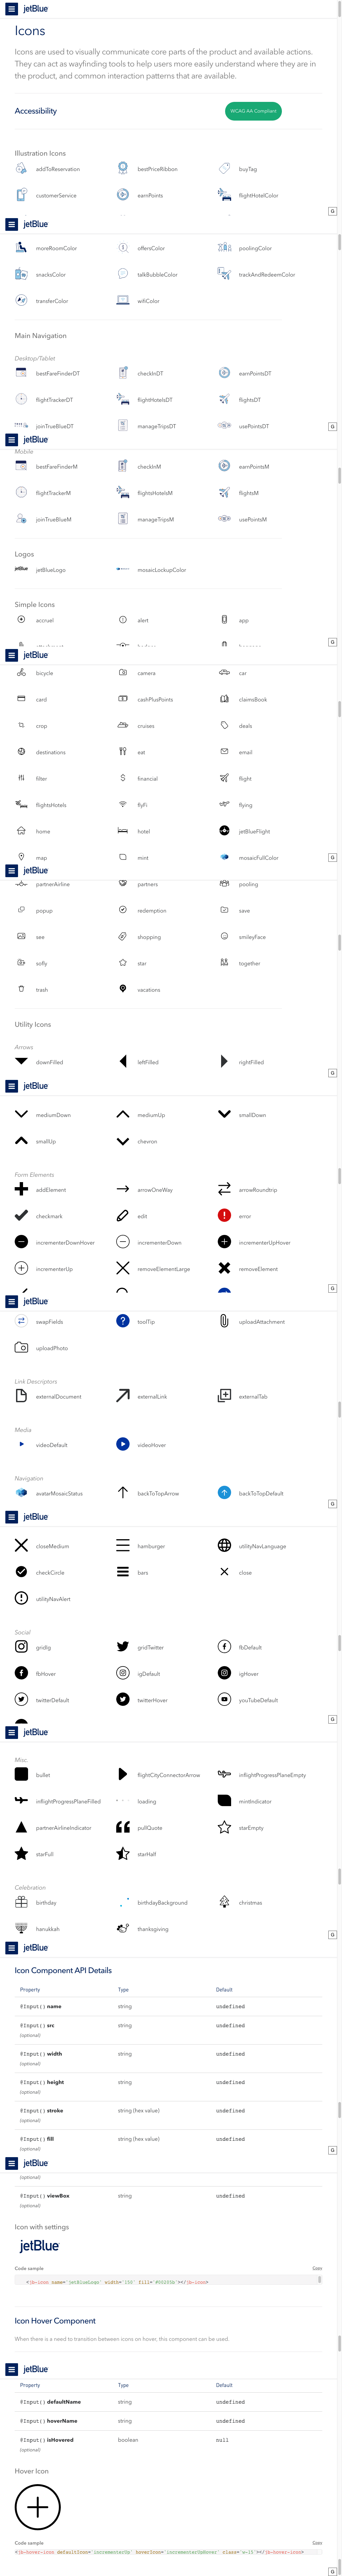 jetBlue
Icons
Icons are used to visually communicate core parts of the product and available actions.
They can act as wayfinding tools to help users more easily understand where they are in
the product, and common interaction patterns that are available.
Accessibility
WCAG AA Compliant
Illustration Icons
addToReservation bestPriceRibbon buyTag
customerService earnPoints flightHotelColor
G
jetBlue
moreRoomColor offersColor poolingColor
snacksColor talkBubbleColor trackAndRedeemColor
transferColor wifiColor
Main Navigation
Desktop/Tablet
bestFareFinderDT checkInDT earnPointsDT
flightTrackerDT flightHotelsDT flightsDT
joinTrueBlueDT manageTripsDT usePointsDT
G
jetBlue
Mobile
bestFareFinderM checkInM earnPointsM
flightTrackerM flightsHotelsM flightsM
joinTrueBlueM manageTripsM usePointsM
Logos
jetBlue jetBlueLogo mosaicLockupColor
Simple Icons
accruel alert app
G
jetBlue
bicycle camera car
card cashPlusPoints claimsBook
crop cruises deals
destinations eat email
filter financial flight
flightsHotels flyFi flying
home hotel jetBlueFlight
map mint mosaicFullColor
G
jetBlue
partnerAirline partners pooling
popup redemption save
see shopping smileyFace
sofly star together
trash vacations
Utility Icons
Arrows
downFilled leftFilled rightFilled
G
jetBlue
mediumDown mediumUp smallDown
smallUp chevron
Form Elements
addElement arrowOneWay arrowRoundtrip
checkmark edit error
incrementerDownHover incrementerDown incrementerUpHover
incrementerUp removeElementLarge removeElement
G
jetBlue
swapFields toolTip uploadAttachment
uploadPhoto
Link Descriptors
externalDocument externalLink externalTab
Media
videoDefault videoHover
Navigation
avatarMosaicStatus backToTopArrow backToTopDefault
G
jetBlue
closeMedium hamburger utilityNavLanguage
checkCircle bars close
utilityNavAlert
Social
gridIg gridTwitter fbDefault
fbHover igDefault igHover
twitterDefault twitterHover youTubeDefault
G
jetBlue
Misc.
bullet flightCityConnectorArrow inflightProgressPlaneEmpty
inflightProgressPlaneFilled loading mintIndicator
partnerAirlineIndicator pullQuote starEmpty
starFull starHalf
Celebration
birthday birthdayBackground christmas
hanukkah thanksgiving
G
jetBlue
Icon Component API Details
Property Type Default
@Input() name string undefined
@Input() src string undefined
(optional)
@Input() width string undefined
(optional)
@Input() height string undefined
(optional)
@Input() stroke string (hex value) undefined
(optional)
@Input() fill string (hex value) undefined
(optional)
G
jetBlue
(optional)
@Input() viewBox string undefined
(optional)
Icon with settings
jetBlue
Code sample Copy
Icon Hover Component
When there is a need to transition between icons on hover, this component can be used.
jetBlue
Property Type Default
@Input() defaultName string undefined
@Input() hoverName string undefined
@Input() isHovered boolean null
(optional)
Hover Icon
Code sample Copy
<jb-hover-icon defaultIcon="incrementerUp" hoverIcon="incrementerUpHover" class="w-15"></jb-hover-icon>
G